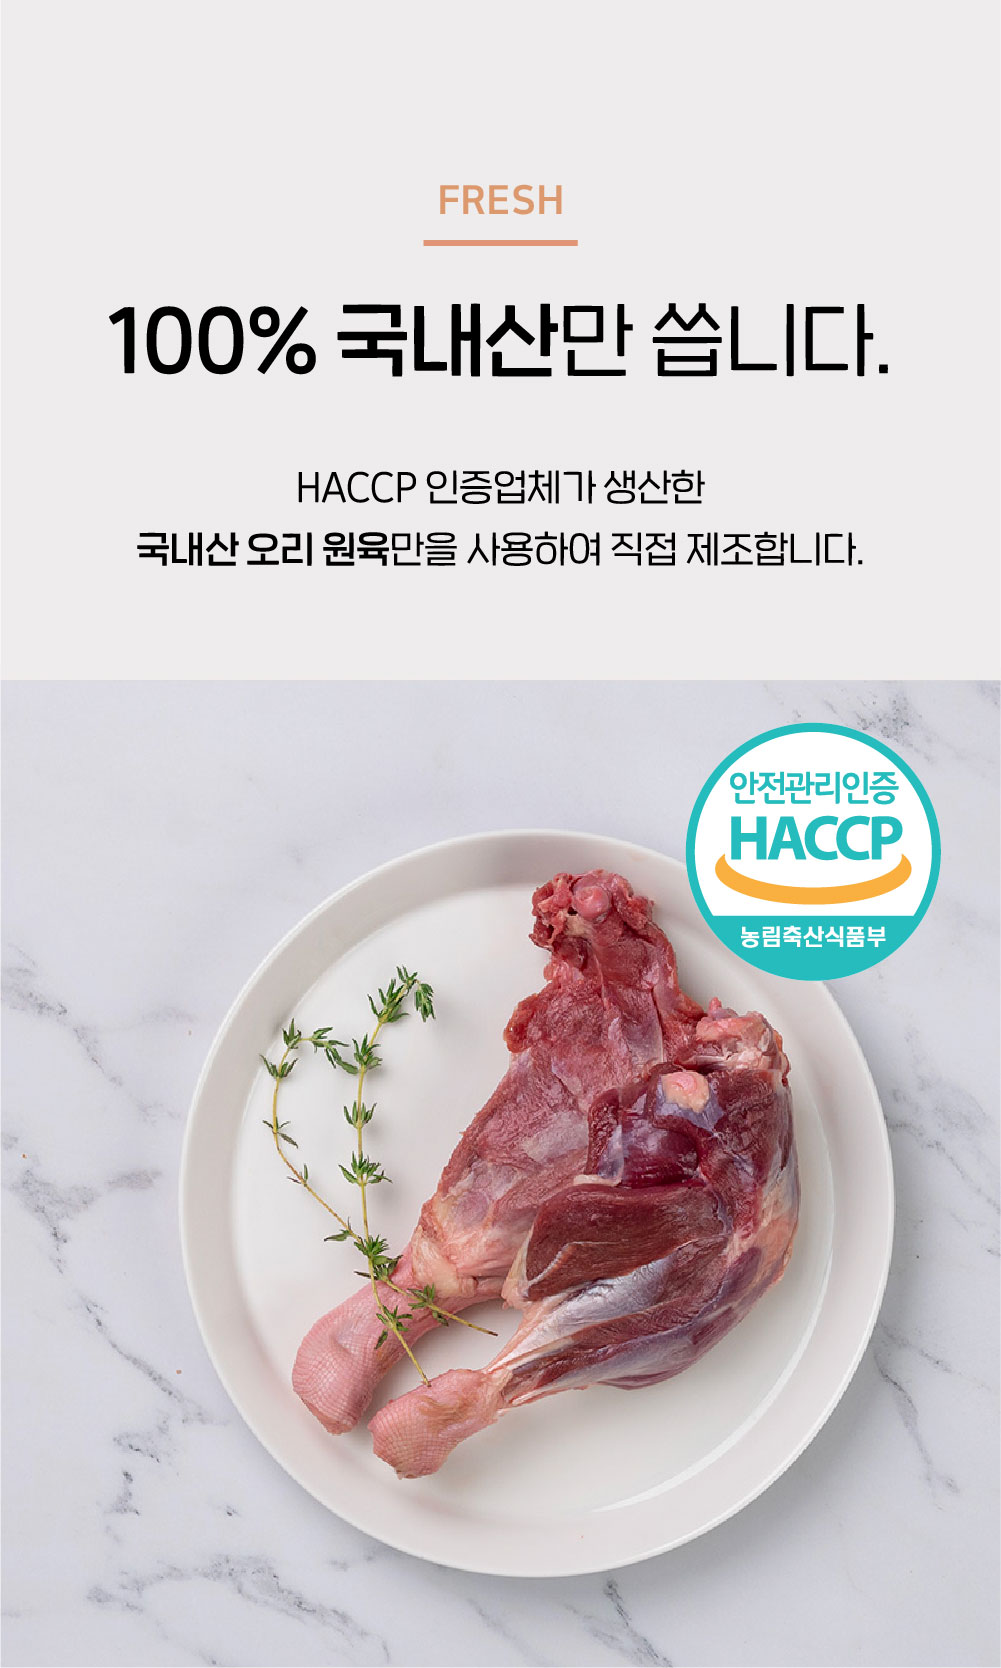 FRESH
100% 국내산만 씁니다.
HACCP 인증업체가 생산한
국내산 오리 원육만을 사용하여 직접 제조합니다.
안전관리인증
HACCP
농림축산식품부